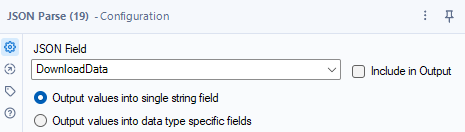 JSON Parse (19) - Configuration
JSON Field
DownloadData
Include in Output
Output values into single string field
Output values into data type specific fields